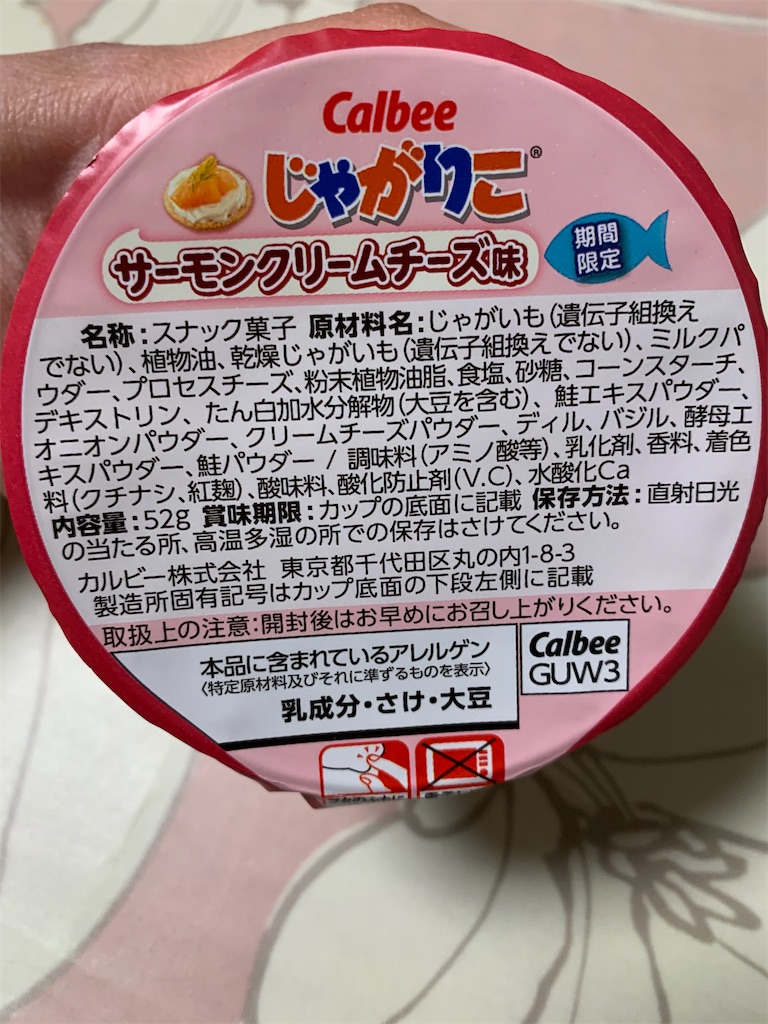 Calbee
じゃがりこ®
サーモンクリームチーズ味
期間
限定
名称:スナック菓子 原材料名:じゃがいも(遺伝子組換え
でない)、植物油、乾燥じゃがいも(遺伝子組換えでない)、ミルクパ
ウダー、プロセスチーズ、粉末植物油脂、食塩、砂糖、コーンスターチ、
デキストリン、たん白加水分解物(大豆を含む)、鮭エキスパウダー、
オニオンパウダー、クリームチーズパウダー、ディル、バジル、酵母エ
キスパウダー、鮭パウダー / 調味料(アミノ酸等)、乳化剤、香料、着色
料(クチナシ、紅麹)、酸味料、酸化防止剤(V.C)、水酸化Ca
内容量:52g 賞味期限:カップの底面に記載 保存方法:直射日光
の当たる所、高温多湿の所での保存はさけてください。
カルビー株式会社 東京都千代田区丸の内1-8-3
製造所固有記号はカップ底面の下段左側に記載
取扱上の注意:開封後はお早めにお召し上がりください。
本品に含まれているアレルゲン
〈特定原材料及びそれに準ずるものを表示〉
乳成分・さけ・大豆
Calbee
GUW3